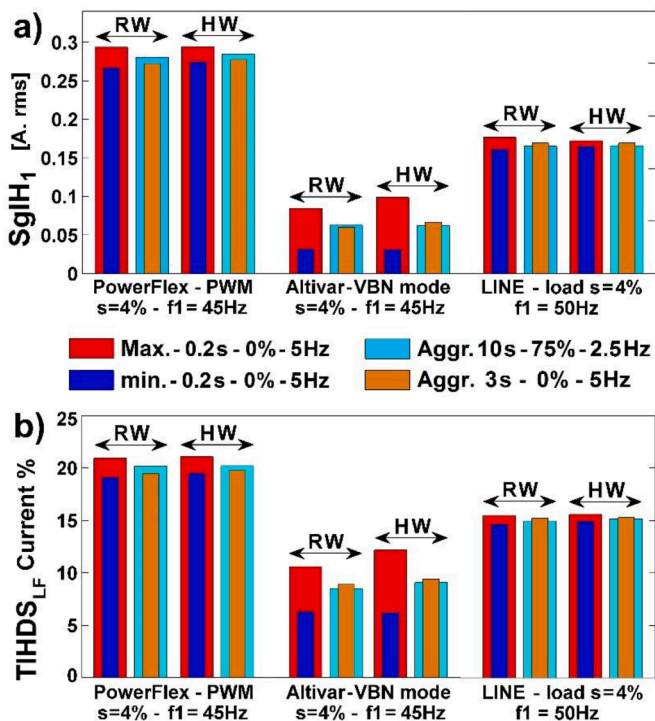 a)
SgIH1 [A. rms]
0.3
0.25
0.2
0.15
0.1
0.05
0
RW HW
RW HW
RW HW
PowerFlex - PWM Altivar-VBN mode LINE - load s=4%
s=4% - f1= 45Hz s=4% - f1= 45Hz f1 = 50Hz
Max. - 0.2s - 0% - 5Hz Aggr. 10s - 75% - 2.5Hz
min. - 0.2s - 0% - 5Hz Aggr. 3s - 0% - 5Hz
b)
TIHDSLF Current %
25
20
15
10
5
0
RW HW
RW HW
RW HW
PowerFlex - PWM Altivar-VBN mode LINE - load s=4%
s=4% - f1= 45Hz s=4% - f1= 45Hz f1 = 50Hz